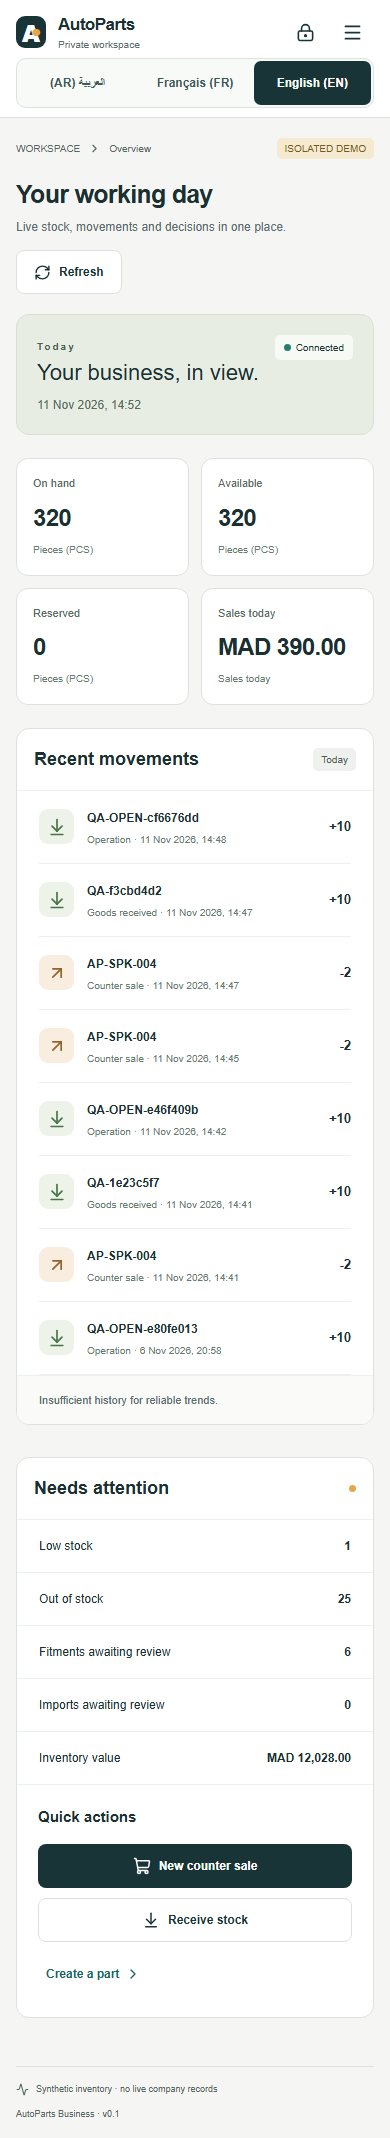 AutoParts
Private workspace
العربية (AR)
Français (FR)
English (EN)
WORKSPACE > Overview
ISOLATED DEMO
Your working day
Live stock, movements and decisions in one place.
Refresh
Today
Connected
Your business, in view.
11 Nov 2026, 14:52
On hand
320
Pieces (PCS)
Available
320
Pieces (PCS)
Reserved
0
Pieces (PCS)
Sales today
MAD 390.00
Sales today
Recent movements
Today
QA-OPEN-cf6676dd
Operation · 11 Nov 2026, 14:48
+10
QA-f3cbd4d2
Goods received · 11 Nov 2026, 14:47
+10
AP-SPK-004
Counter sale · 11 Nov 2026, 14:47
-2
AP-SPK-004
Counter sale · 11 Nov 2026, 14:45
-2
QA-OPEN-e46f409b
Operation · 11 Nov 2026, 14:42
+10
QA-1e23c5f7
Goods received · 11 Nov 2026, 14:41
+10
AP-SPK-004
Counter sale · 11 Nov 2026, 14:41
-2
QA-OPEN-e80fe013
Operation · 6 Nov 2026, 20:58
+10
Insufficient history for reliable trends.
Needs attention
Low stock 1
Out of stock 25
Fitments awaiting review 6
Imports awaiting review 0
Inventory value MAD 12,028.00
Quick actions
New counter sale
Receive stock
Create a part
Synthetic inventory · no live company records
AutoParts Business · v0.1